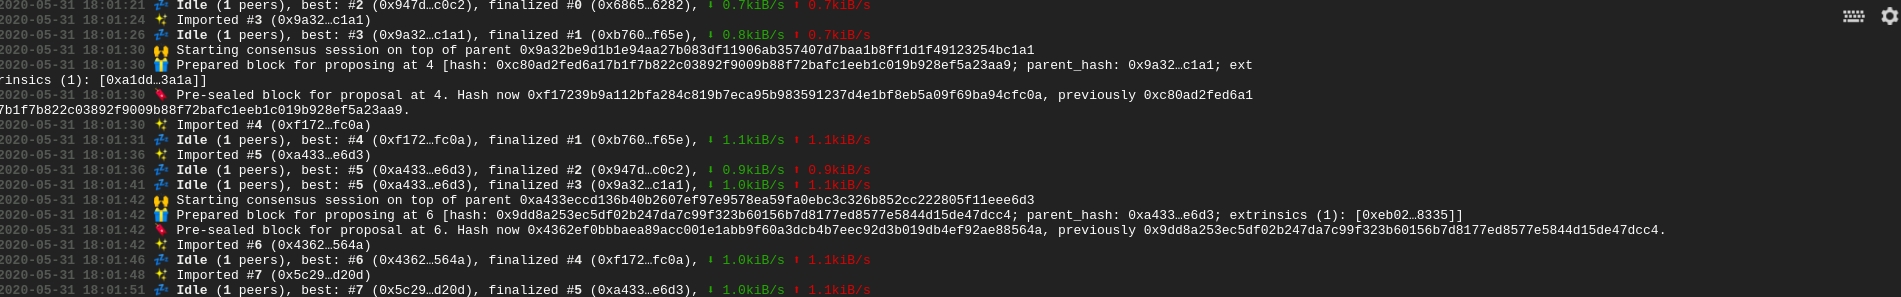 2020-05-31 18:01:21 💤 Idle (1 peers), best: #2 (0x947d…c0c2), finalized #0 (0x6865…6282), ⬇ 0.7kiB/s ⬆ 0.7kiB/s
2020-05-31 18:01:24 ✨ Imported #3 (0x9a32…c1a1)
2020-05-31 18:01:26 💤 Idle (1 peers), best: #3 (0x9a32…c1a1), finalized #1 (0xb760…f65e), ⬇ 0.8kiB/s ⬆ 0.7kiB/s
2020-05-31 18:01:30 🙌 Starting consensus session on top of parent 0x9a32be9d1b1e94aa27b083df11906ab357407d7baa1b8ff1d1f49123254bc1a1
2020-05-31 18:01:30 🎁 Prepared block for proposing at 4 [hash: 0xc80ad2fed6a17b1f7b822c03892f9009b88f72bafc1eeb1c019b928ef5a23aa9; parent_hash: 0x9a32…c1a1; ext
rinsics (1): [0xa1dd…3a1a]]
2020-05-31 18:01:30 🔖 Pre-sealed block for proposal at 4. Hash now 0xf17239b9a112bfa284c819b7eca95b983591237d4e1bf8eb5a09f69ba94cfc0a, previously 0xc80ad2fed6a1
7b1f7b822c03892f9009b88f72bafc1eeb1c019b928ef5a23aa9.
2020-05-31 18:01:30 ✨ Imported #4 (0xf172…fc0a)
2020-05-31 18:01:31 💤 Idle (1 peers), best: #4 (0xf172…fc0a), finalized #1 (0xb760…f65e), ⬇ 1.1kiB/s ⬆ 1.1kiB/s
2020-05-31 18:01:36 ✨ Imported #5 (0xa433…e6d3)
2020-05-31 18:01:36 💤 Idle (1 peers), best: #5 (0xa433…e6d3), finalized #2 (0x947d…c0c2), ⬇ 0.9kiB/s ⬆ 0.9kiB/s
2020-05-31 18:01:41 💤 Idle (1 peers), best: #5 (0xa433…e6d3), finalized #3 (0x9a32…c1a1), ⬇ 1.0kiB/s ⬆ 1.1kiB/s
2020-05-31 18:01:42 🙌 Starting consensus session on top of parent 0xa433eccd136b40b2607ef97e9578ea59fa0ebc3c326b852cc222805f11eee6d3
2020-05-31 18:01:42 🎁 Prepared block for proposing at 6 [hash: 0x9dd8a253ec5df02b247da7c99f323b60156b7d8177ed8577e5844d15de47dcc4; parent_hash: 0xa433…e6d3; extrinsics (1): [0xeb02…8335]]
2020-05-31 18:01:42 🔖 Pre-sealed block for proposal at 6. Hash now 0x4362ef0bbbaea89acc001e1abb9f60a3dcb4b7eec92d3b019db4ef92ae88564a, previously 0x9dd8a253ec5df02b247da7c99f323b60156b7d8177ed8577e5844d15de47dcc4.
2020-05-31 18:01:42 ✨ Imported #6 (0x4362…564a)
2020-05-31 18:01:46 💤 Idle (1 peers), best: #6 (0x4362…564a), finalized #4 (0xf172…fc0a), ⬇ 1.0kiB/s ⬆ 1.1kiB/s
2020-05-31 18:01:48 ✨ Imported #7 (0x5c29…d20d)
2020-05-31 18:01:51 💤 Idle (1 peers), best: #7 (0x5c29…d20d), finalized #5 (0xa433…e6d3), ⬇ 1.0kiB/s ⬆ 1.1kiB/s